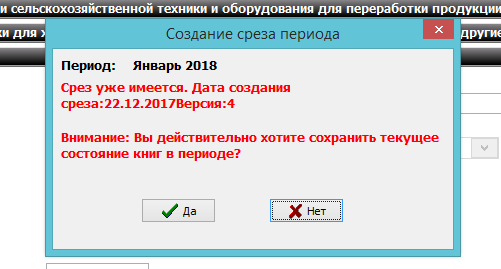 и сельскохозяйственной техники и оборудования для переработки продукции
Создание среза периода
ки для х
другие
Период: Январь 2018
Срез уже имеется. Дата создания
среза:22.12.2017Версия:4
Внимание: Вы действительно хотите сохранить текущее
состояние книг в периоде?
Да
Нет